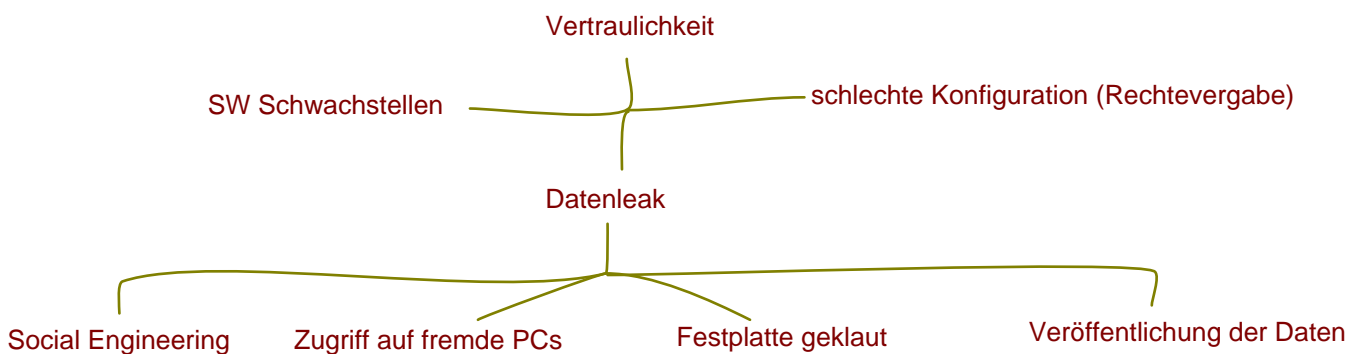 Vertraulichkeit
SW Schwachstellen
schlechte Konfiguration (Rechtevergabe)
Datenleak
Social Engineering
Zugriff auf fremde PCs
Festplatte geklaut
Veröffentlichung der Daten